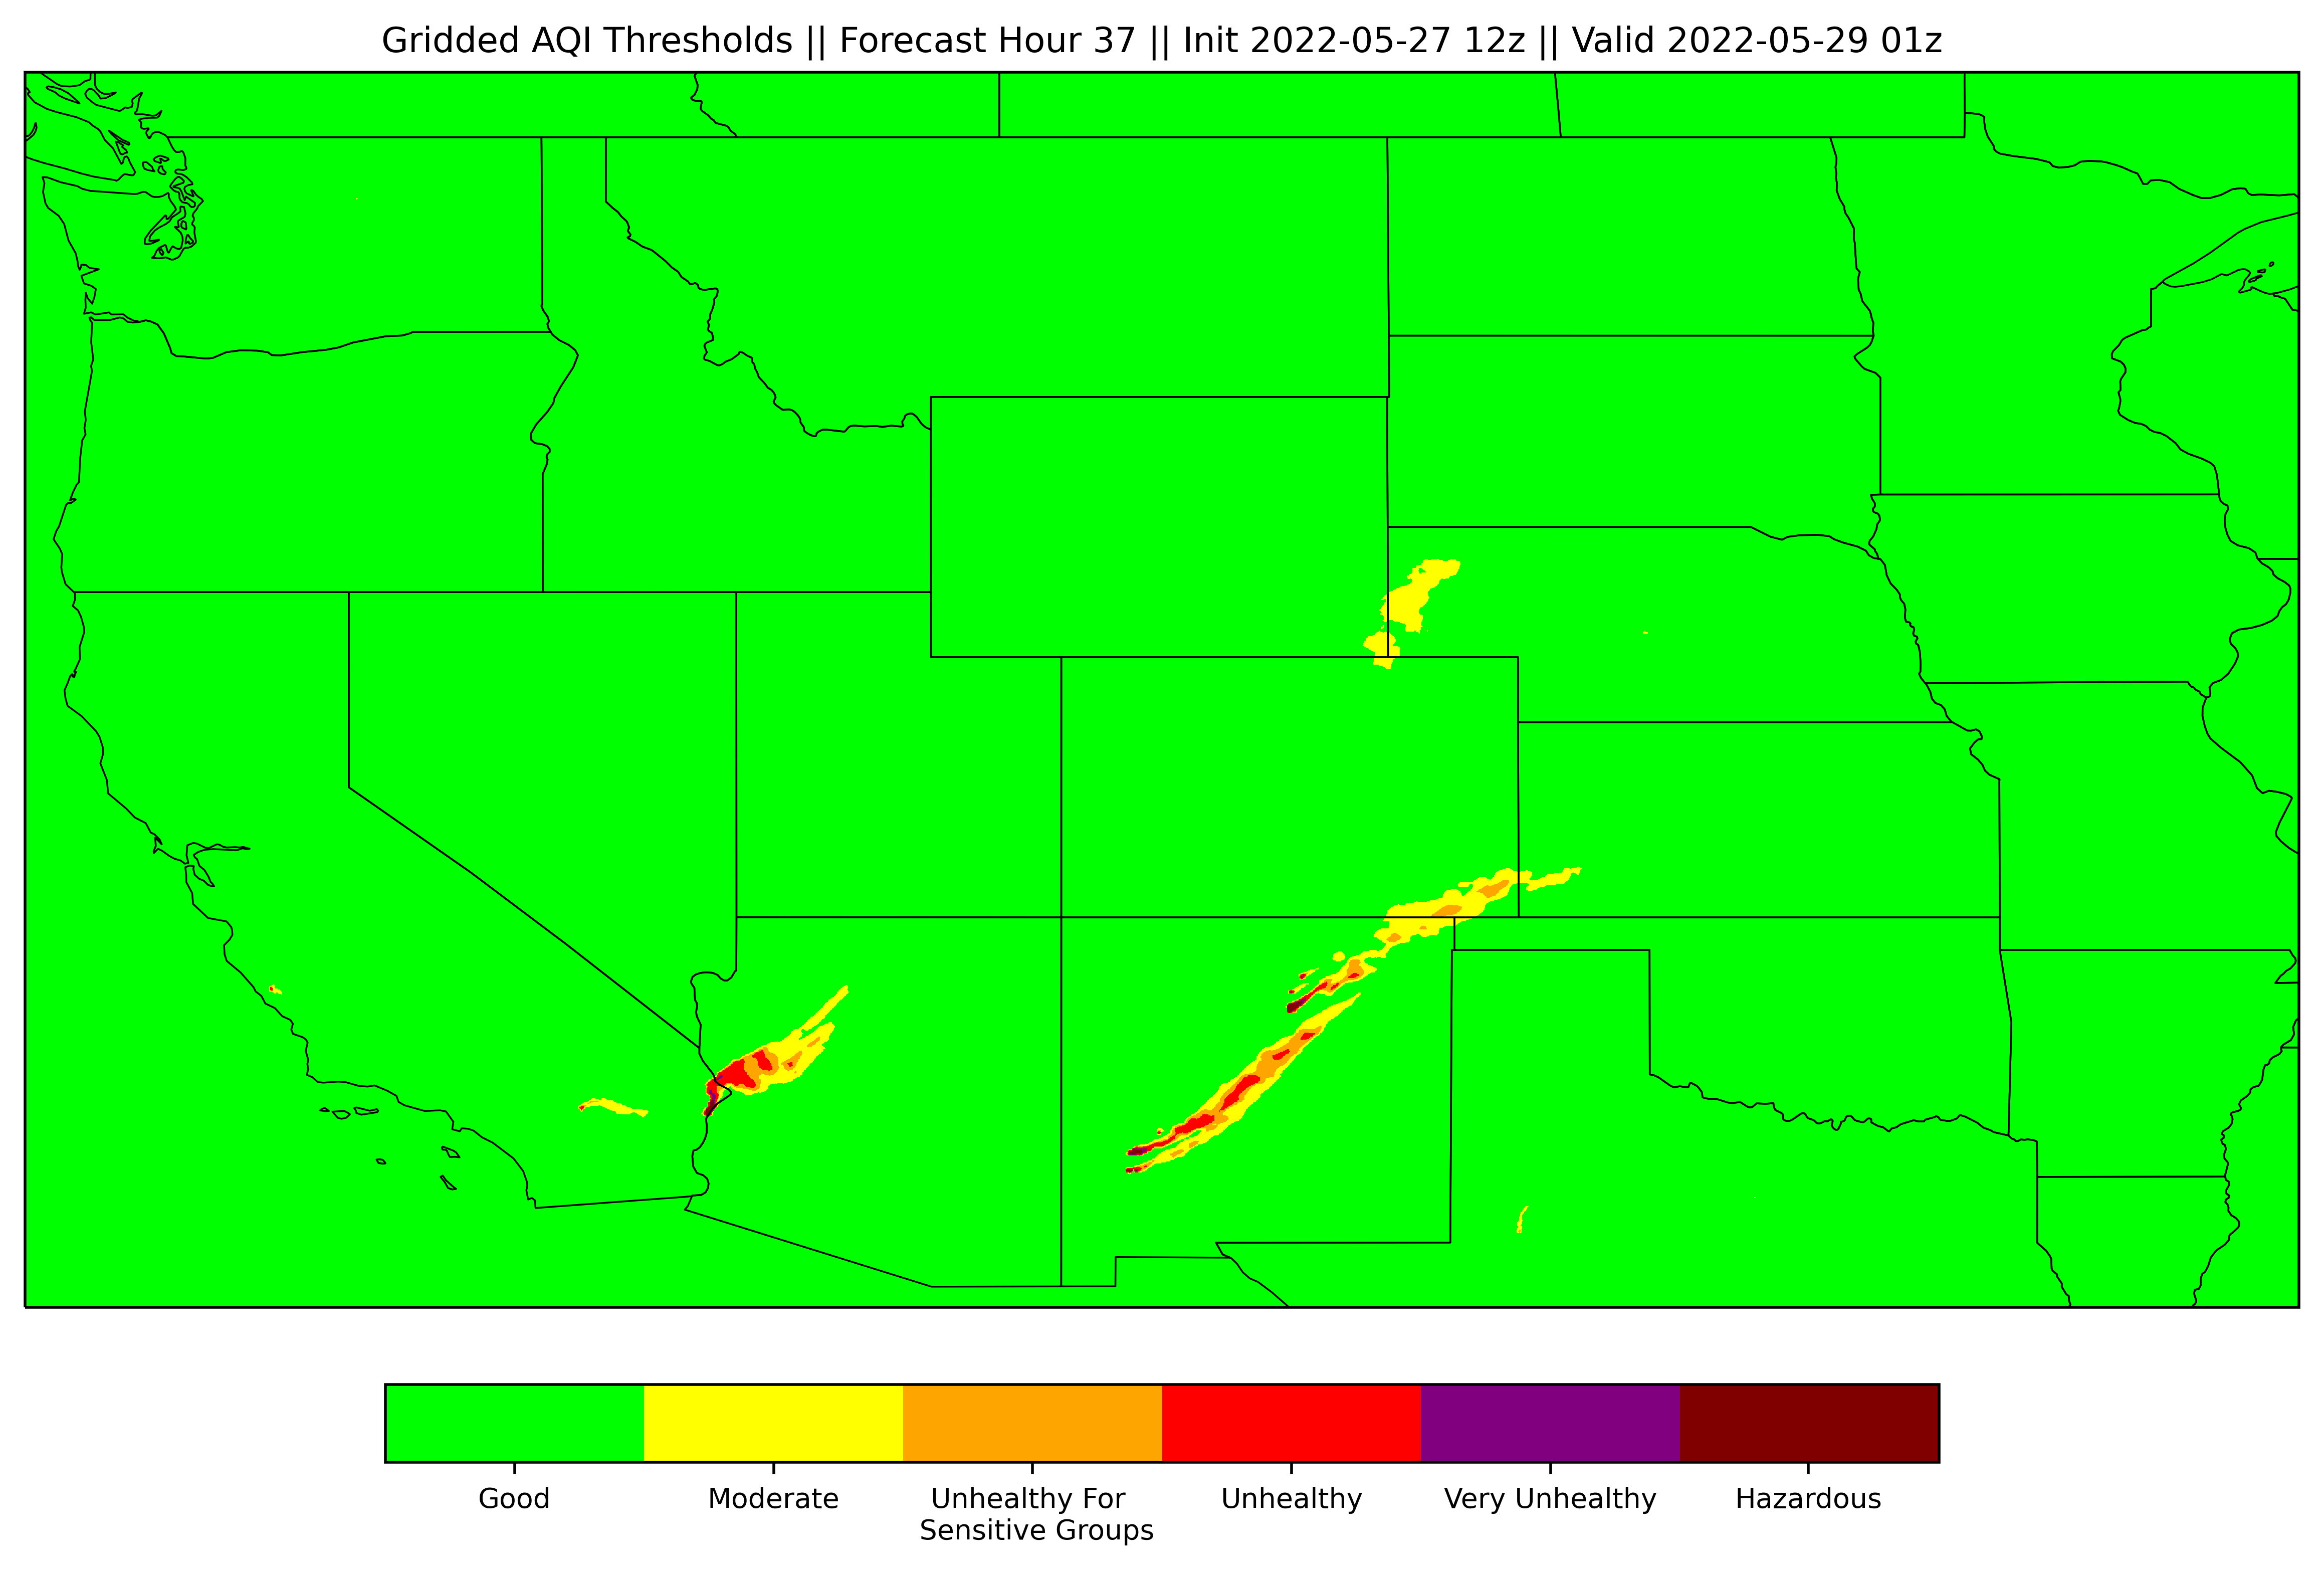 Gridded AQI Thresholds || Forecast Hour 37 || Init 2022-05-27 12z || Valid 2022-05-29 01z
Good
Moderate
Unhealthy For
Sensitive Groups
Unhealthy
Very Unhealthy
Hazardous